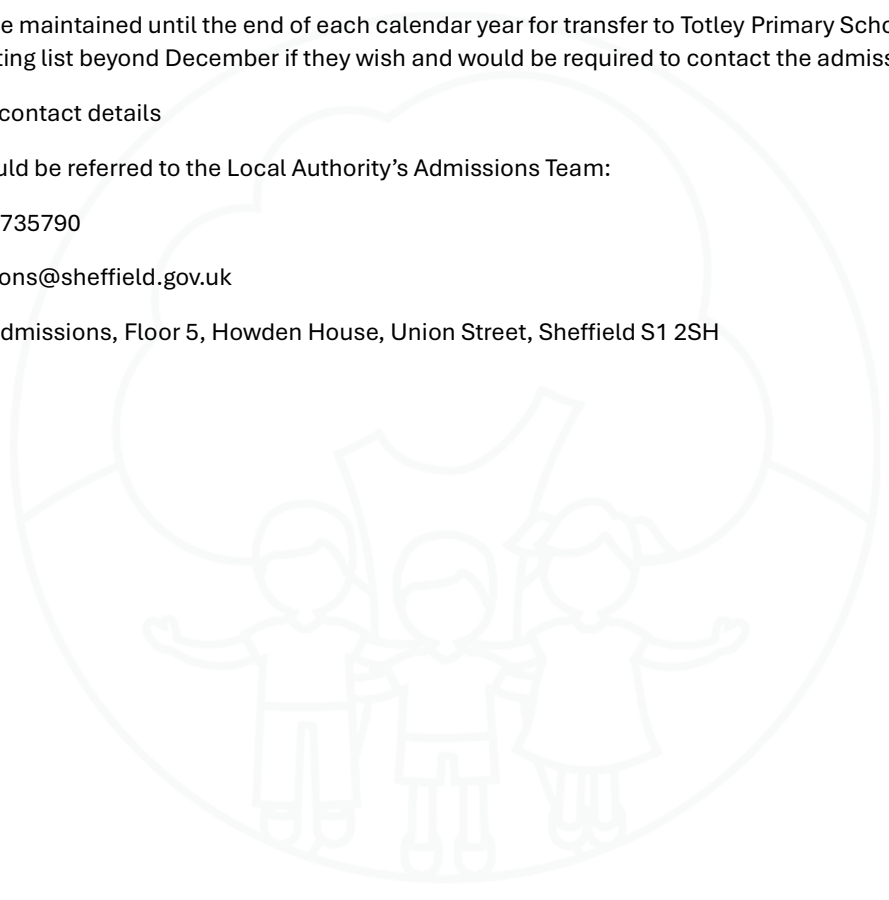 e maintained until the end of each calendar year for transfer to Totley Primary Scho
ting list beyond December if they wish and would be required to contact the admiss
contact details
uld be referred to the Local Authority’s Admissions Team:
735790
ons@sheffield.gov.uk
dmissions, Floor 5, Howden House, Union Street, Sheffield S1 2SH